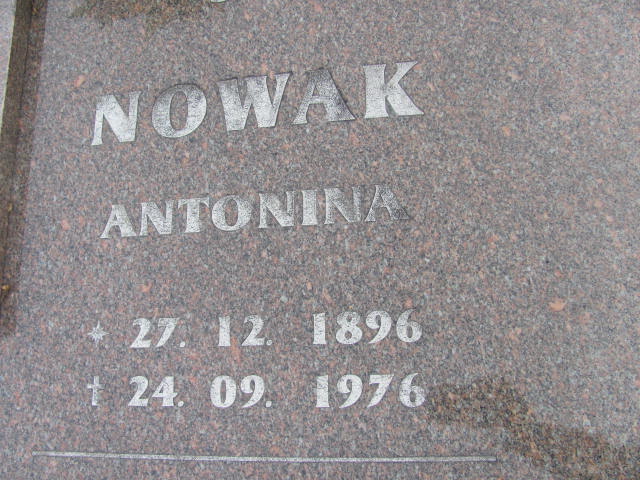 NOWAK
ANTONINA
* 27. 12. 1896
† 24. 09. 1976